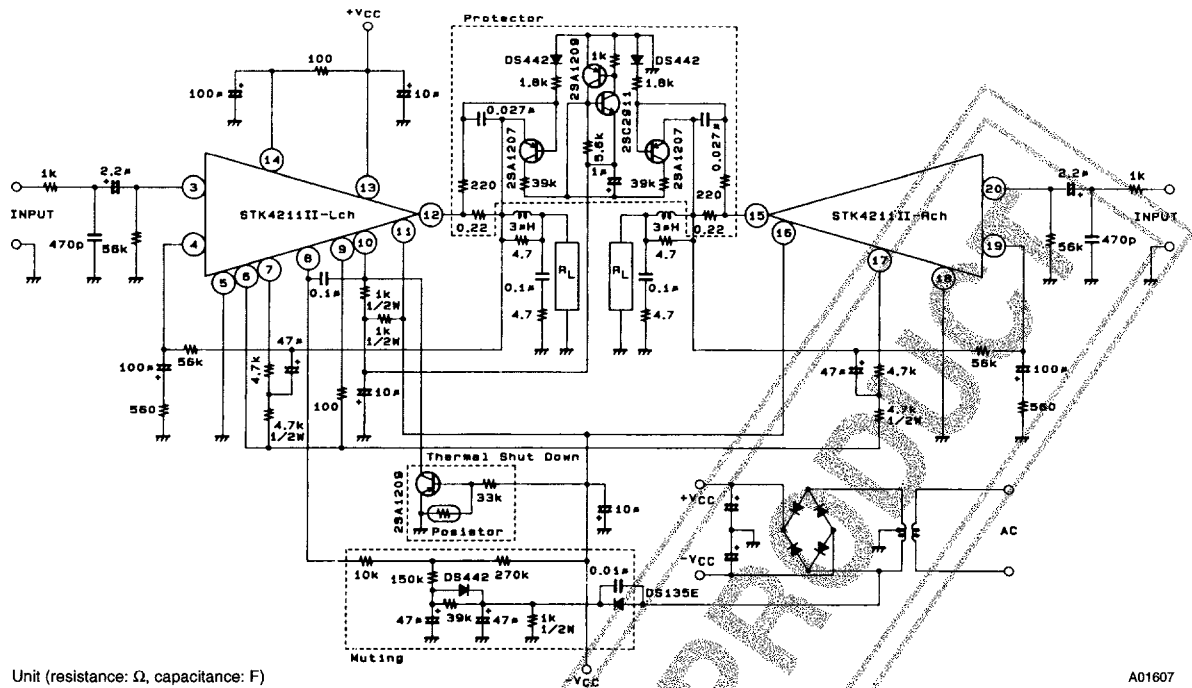 +VCC
Protector
100
100µ
+
10µ
+
DS442
2SA1209
1k
DS442
1.8k
1.8k
2SC2911
0.027µ
0.027µ
2SA1207
2SA1207
5.6k
1µ
+
39k
39k
220
220
0.22
0.22
3µH
3µH
4.7
4.7
0.1µ
0.1µ
4.7
4.7
RL
RL
1k
2.2µ
+
INPUT
470p
56k
3
4
5
6
7
8
9
10
11
12
13
14
STK4211II-Lch
15
16
17
18
19
20
STK4211II-Rch
2.2µ
+
1k
INPUT
56k
470p
0.1µ
1k
1/2W
1k
1/2W
56k
100µ
+
560
4.7k
47µ
+
4.7k
1/2W
100
10µ
+
56k
47µ
+
4.7k
4.7k
1/2W
100µ
+
560
Thermal Shut Down
2SA1209
33k
Posistor
10µ
+
+VCC
-VCC
+
+
AC
10k
150k
270k
DS442
39k
47µ
+
47µ
+
1k
1/2W
0.01µ
DS135E
Muting
-VCC
PRODUCT
Unit (resistance: Ω, capacitance: F)
A01607